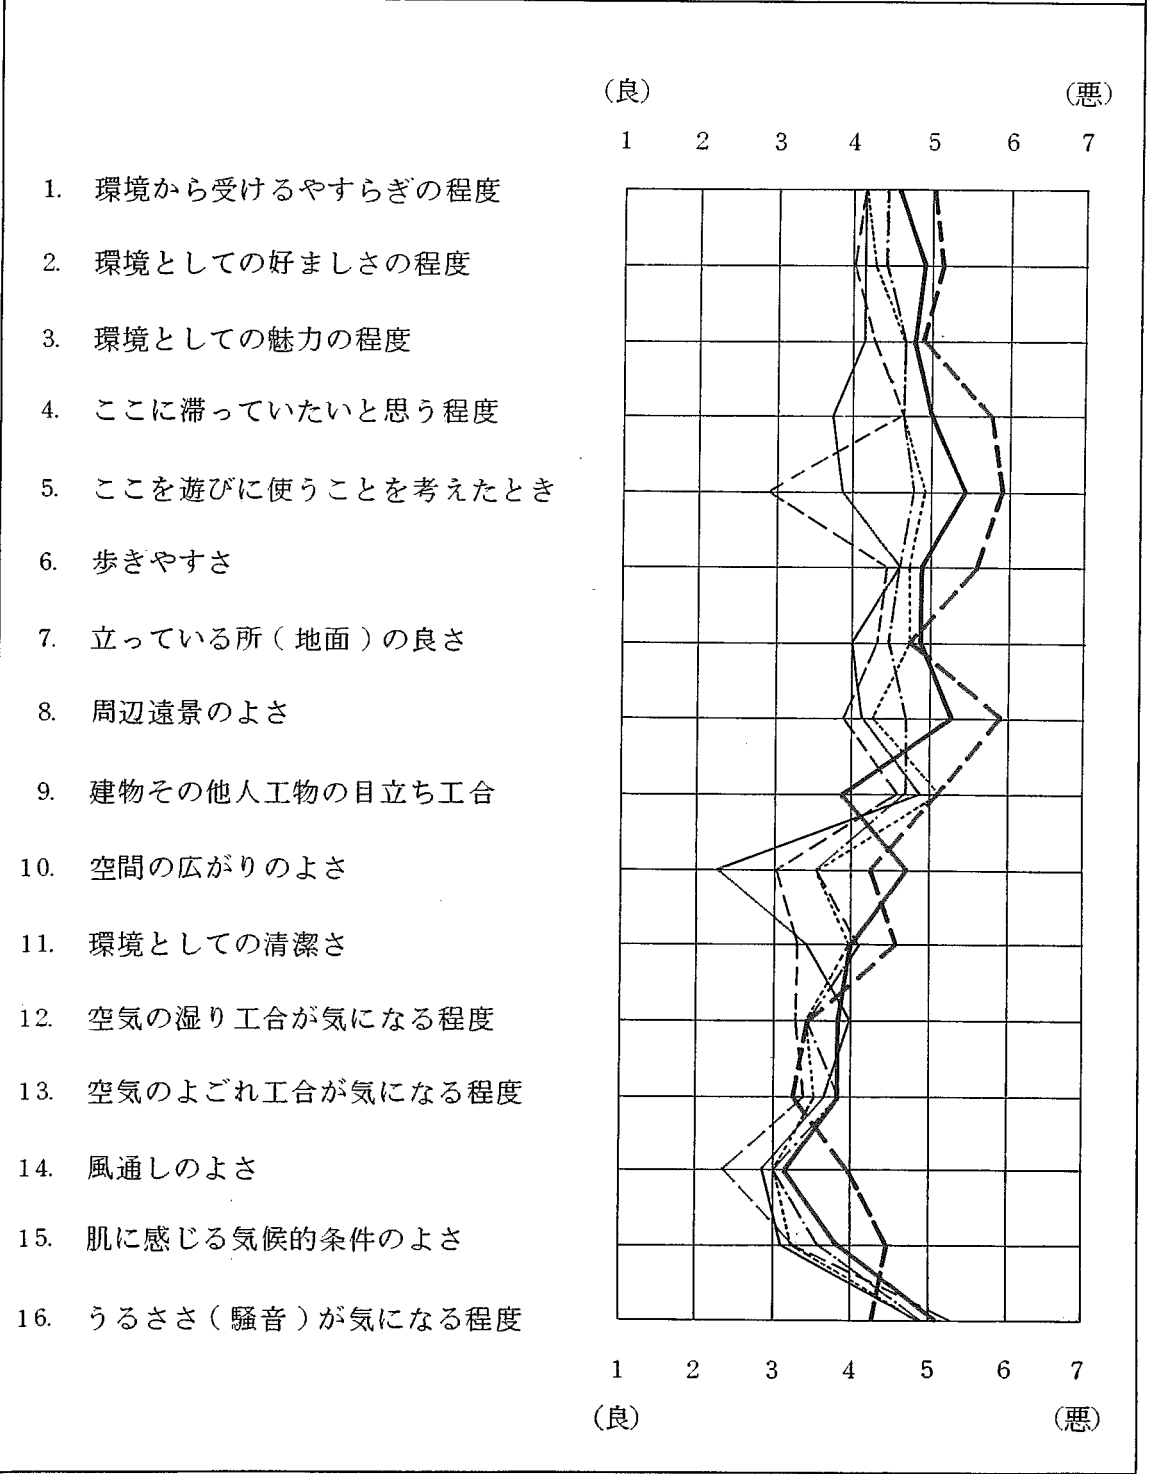 (良) (悪)
1 2 3 4 5 6 7
1. 環境から受けるやすらぎの程度
2. 環境としての好ましさの程度
3. 環境としての魅力の程度
4. ここに滞っていたいと思う程度
5. ここを遊びに使うことを考えたとき
6. 歩きやすさ
7. 立っている所(地面)の良さ
8. 周辺遠景のよさ
9. 建物その他人工物の目立ち工合
10. 空間の広がりのよさ
11. 環境としての清潔さ
12. 空気の湿り工合が気になる程度
13. 空気のよごれ工合が気になる程度
14. 風通しのよさ
15. 肌に感じる気候的条件のよさ
16. うるささ(騒音)が気になる程度
1 2 3 4 5 6 7
(良) (悪)